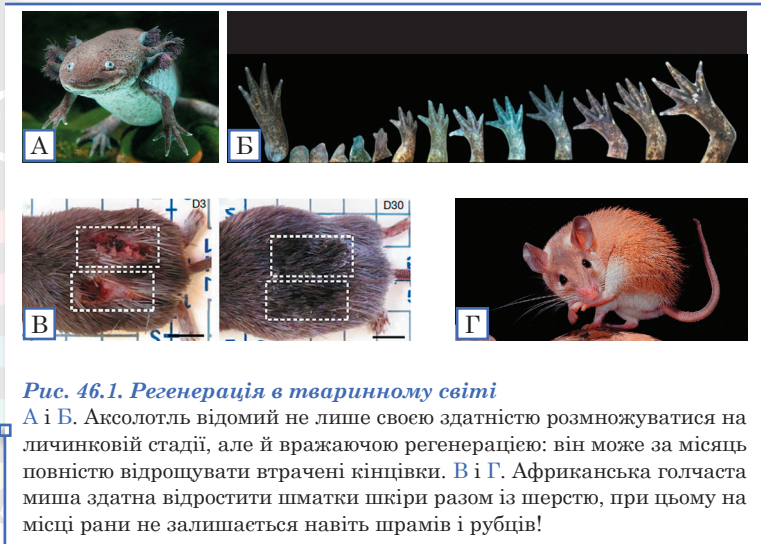 А
Б
D3
D30
В
Г
Рис. 46.1. Регенерація в тваринному світі
А і Б. Аксолотль відомий не лише своєю здатністю розмножуватися на
личинковій стадії, але й вражаючою регенерацією: він може за місяць
повністю відрощувати втрачені кінцівки. В і Г. Африканська голчаста
миша здатна відростити шматки шкіри разом із шерстю, при цьому на
місці рани не залишається навіть шрамів і рубців!